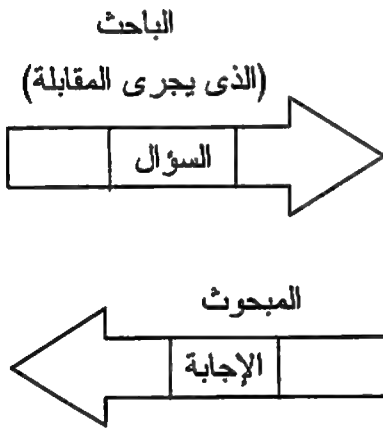 الباحث
(الذى يجرى المقابلة)
السؤال
المبحوث
الإجابة